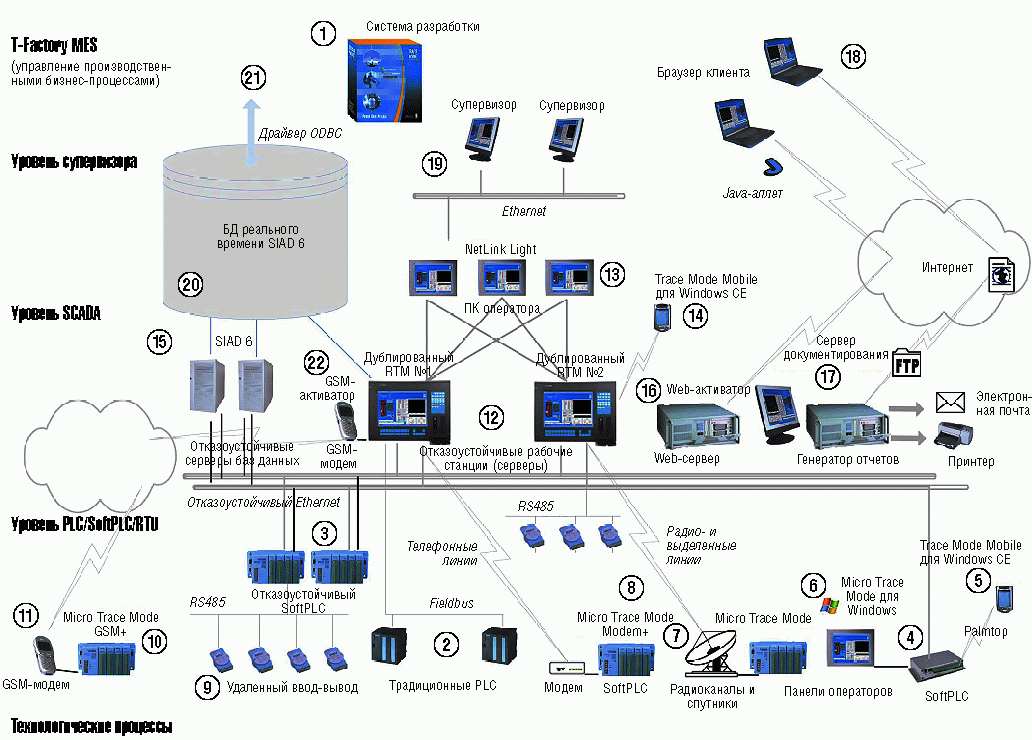 T-Factory MES
(управление производствен-
ными бизнес-процессами)
1
Система разработки
Супервизор
Супервизор
Браузер клиента
18
21
Драйвер ODBC
Уровень супервизора
19
Ethernet
Java-апплет
БД реального
времени SIAD 6
20
NetLink Light
13
ПК оператора
Trace Mode Mobile
для Windows CE
14
Интернет
Уровень SCADA
15
SIAD 6
22
GSM-
активатор
Дублированный
RTM №1
Дублированный
RTM №2
12
Сервер
документирования
17
FTP
16
Web-активатор
Электрон-
ная почта
Отказоустойчивые
серверы баз данных
GSM-
модем
Отказоустойчивые рабочие
станции (серверы)
Web-сервер
Генератор отчетов
Принтер
Отказоустойчивый Ethernet
Уровень PLC/SoftPLC/RTU
3
RS485
Телефонные
линии
Радио- и
выделенные
линии
Trace Mode Mobile
для Windows CE
5
Отказоустойчивый
SoftPLC
RS485
Fieldbus
8
6
Micro Trace
Mode для
Windows
11
Micro Trace Mode
GSM+
10
2
Micro Trace Mode
Modem+
7
Micro Trace Mode
4
Palmtop
GSM-модем
9
Удаленный ввод-вывод
Традиционные PLC
Модем
SoftPLC
Радиоканалы и
спутники
Панели операторов
SoftPLC
Технологические процессы